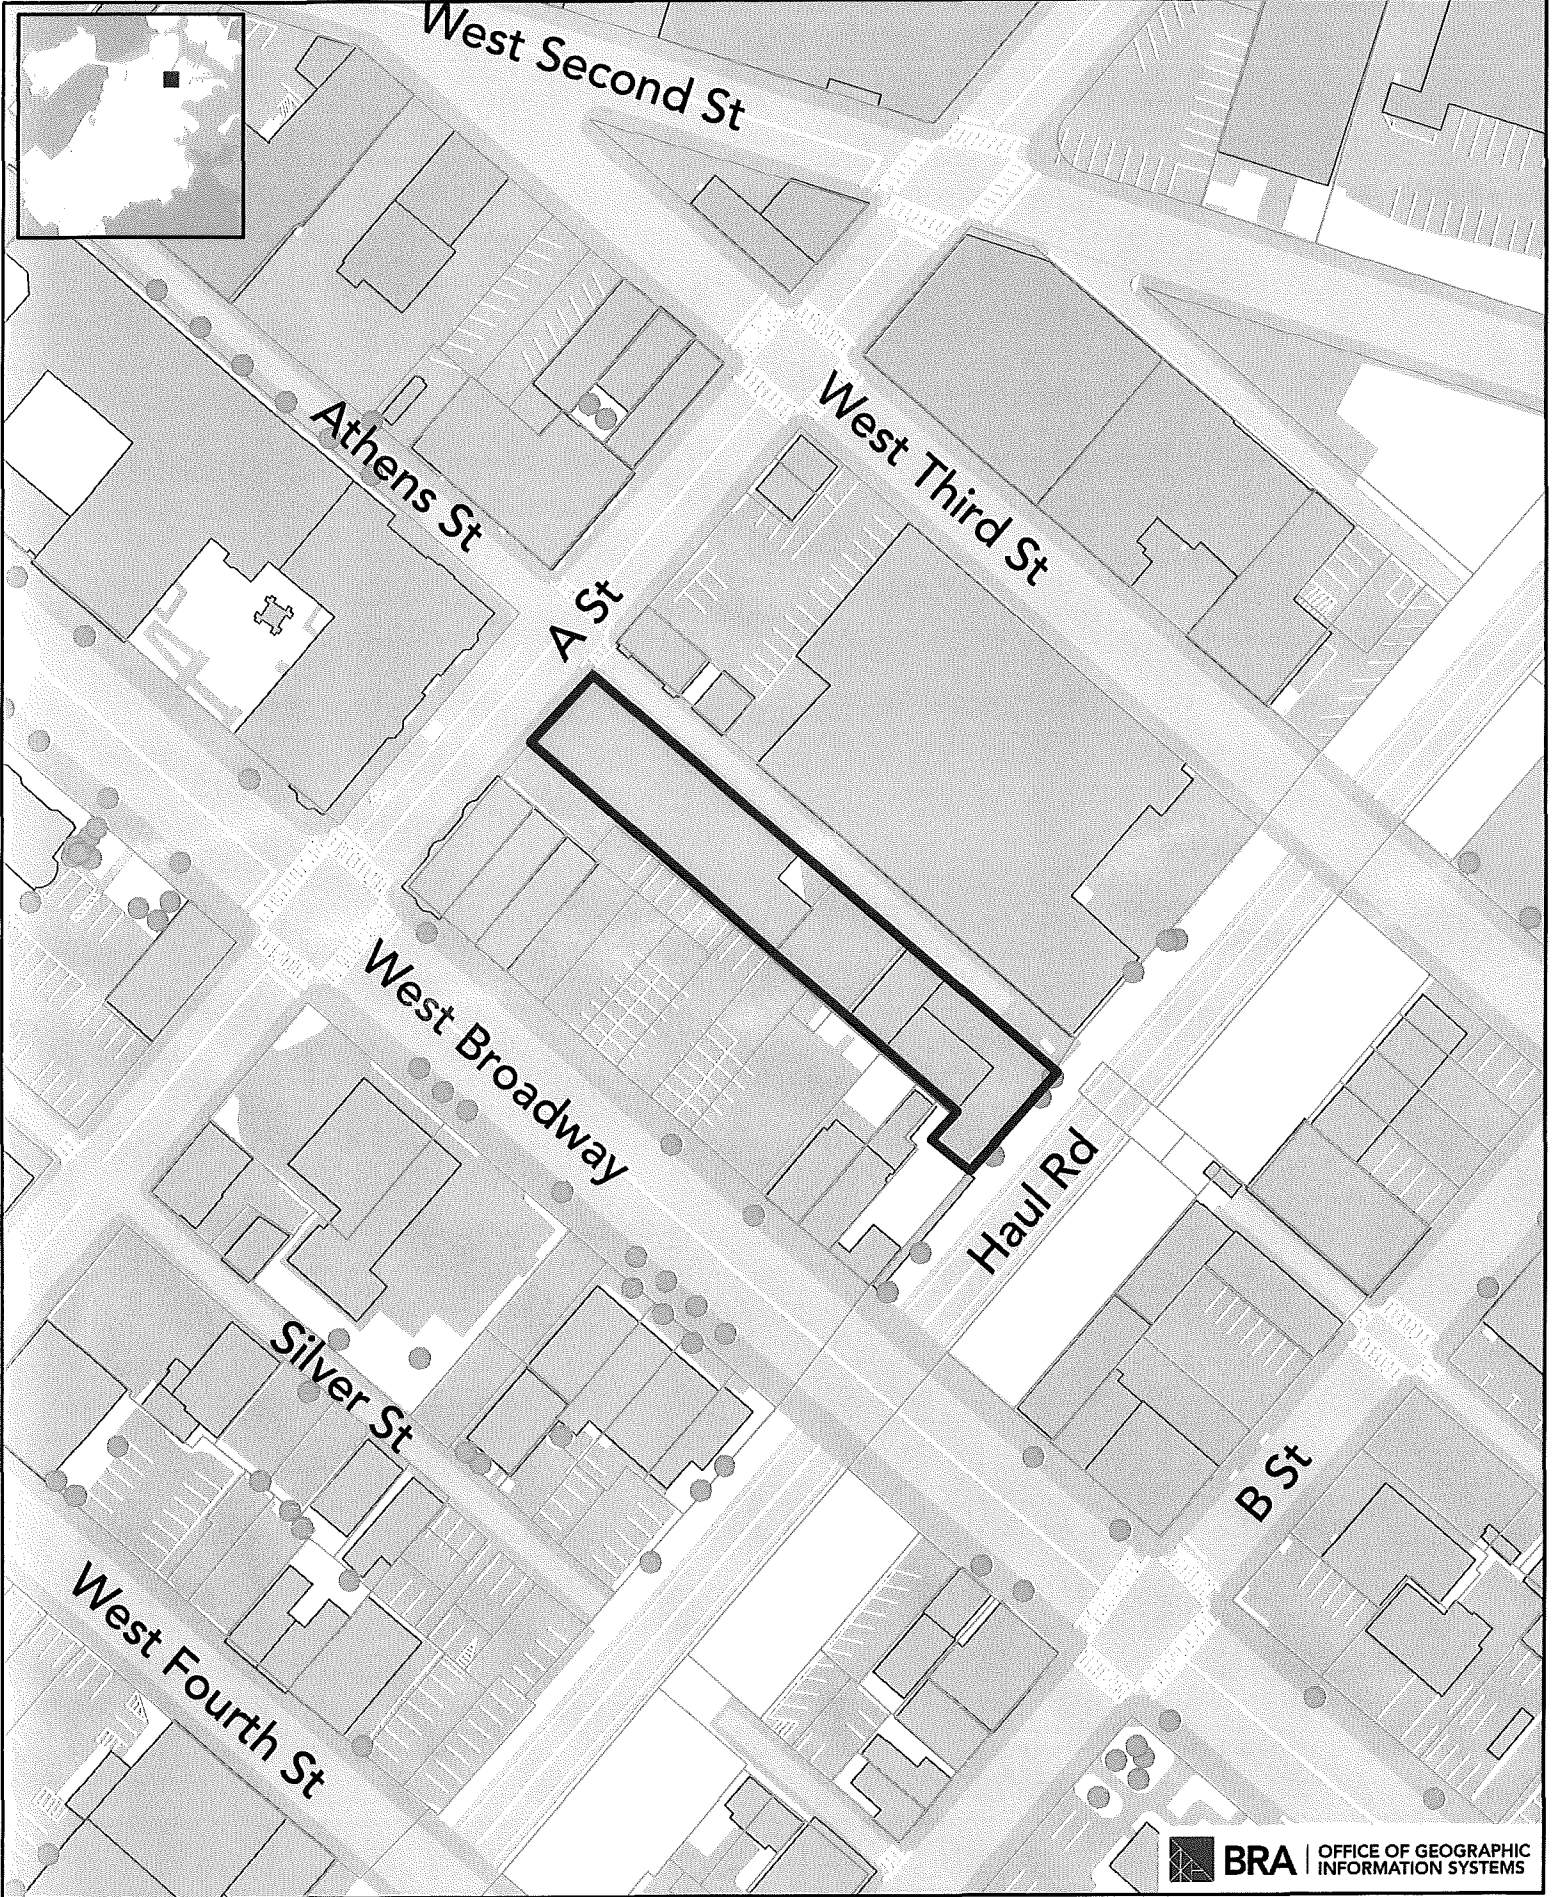 West Second St
West Third St
Athens St
A St
West Broadway
Haul Rd
Silver St
B St
West Fourth St
BRA | OFFICE OF GEOGRAPHIC
INFORMATION SYSTEMS